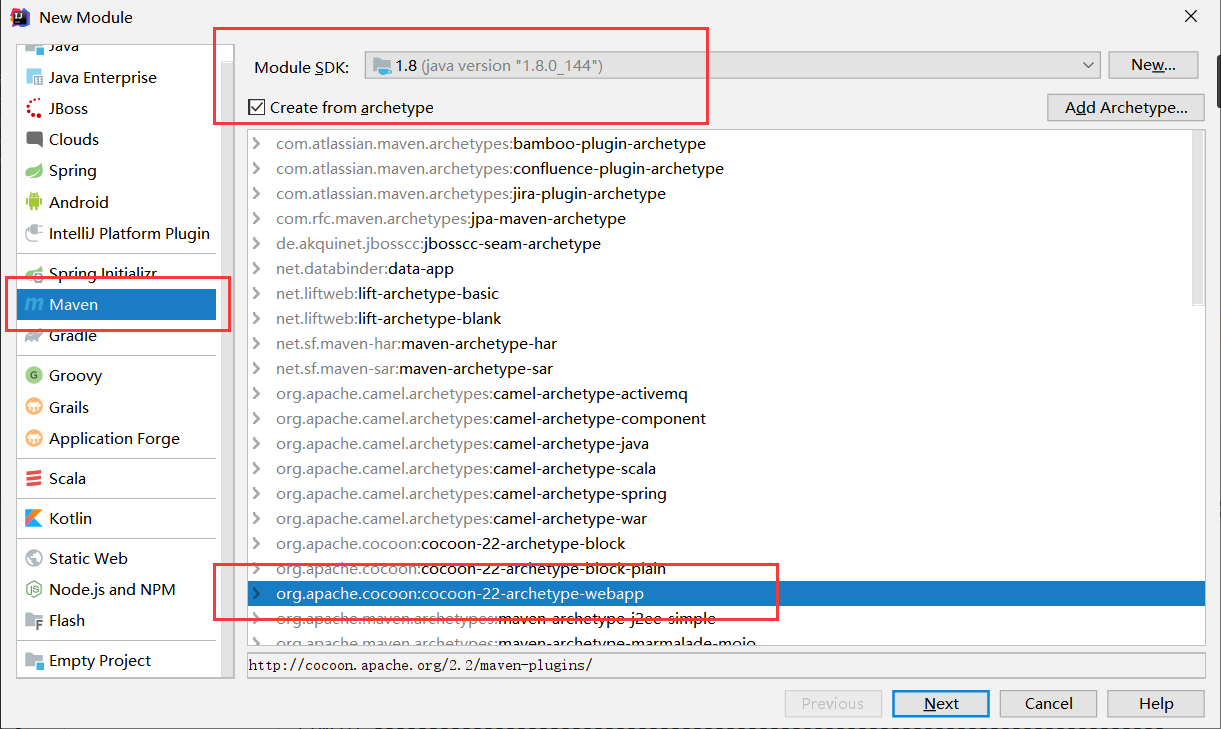 New Module
Java
Java Enterprise
JBoss
Clouds
Spring
Android
IntelliJ Platform Plugin
Spring Initializr
Maven
Gradle
Groovy
Grails
Application Forge
Scala
Kotlin
Static Web
Node.js and NPM
Flash
Empty Project
Module SDK: 1.8 (java version "1.8.0_144") New...
Create from archetype Add Archetype...
com.atlassian.maven.archetypes:bamboo-plugin-archetype
com.atlassian.maven.archetypes:confluence-plugin-archetype
com.atlassian.maven.archetypes:jira-plugin-archetype
com.rfc.maven.archetypes:jpa-maven-archetype
de.akquinet.jbosscc:jbosscc-seam-archetype
net.databinder:data-app
net.liftweb:lift-archetype-basic
net.liftweb:lift-archetype-blank
net.sf.maven-har:maven-archetype-har
net.sf.maven-sar:maven-archetype-sar
org.apache.camel.archetypes:camel-archetype-activemq
org.apache.camel.archetypes:camel-archetype-component
org.apache.camel.archetypes:camel-archetype-java
org.apache.camel.archetypes:camel-archetype-scala
org.apache.camel.archetypes:camel-archetype-spring
org.apache.camel.archetypes:camel-archetype-war
org.apache.cocoon:cocoon-22-archetype-block
org.apache.cocoon:cocoon-22-archetype-block-plain
org.apache.cocoon:cocoon-22-archetype-webapp
org.apache.maven.archetypes:maven-archetype-j2ee-simple
org.apache.maven.archetypes:maven-archetype-marmalade-mojo
http://cocoon.apache.org/2.2/maven-plugins/
Previous Next Cancel Help